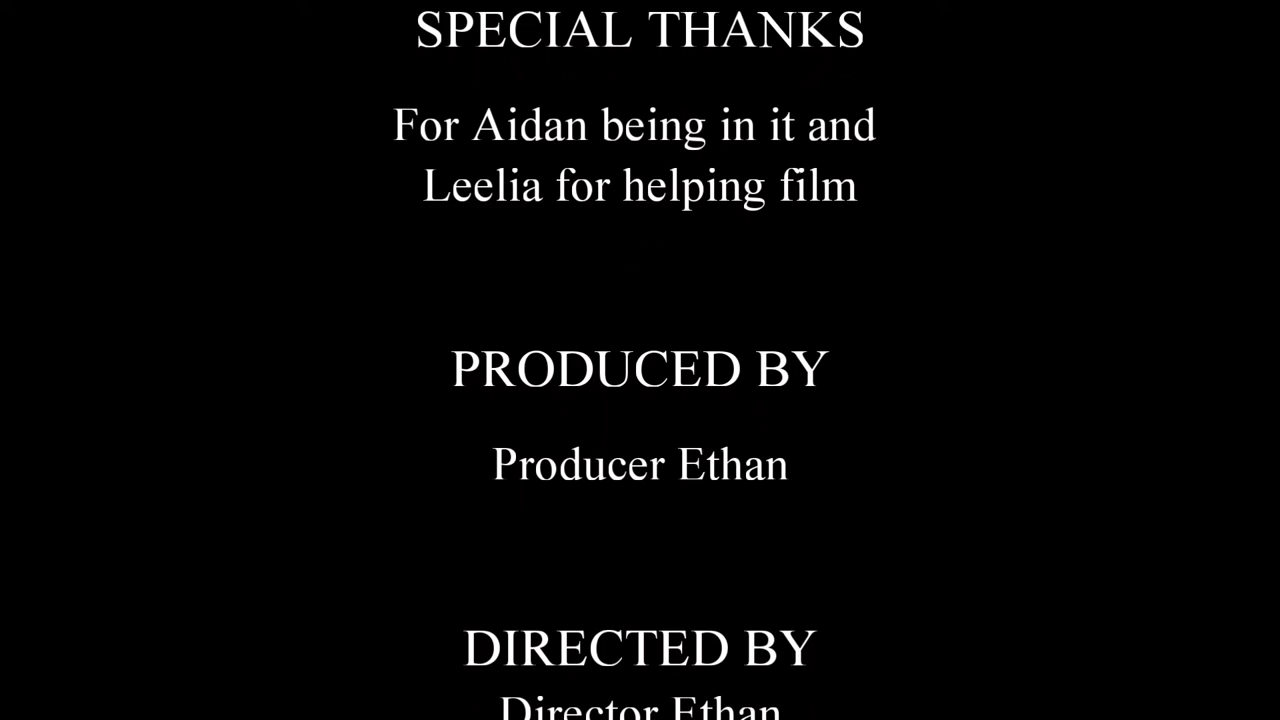 SPECIAL THANKS
For Aidan being in it and
Leelia for helping film
PRODUCED BY
Producer Ethan
DIRECTED BY
Director Ethan